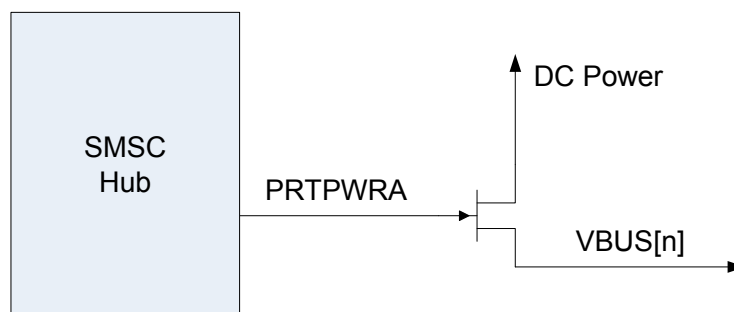 DC Power
SMSC
Hub
PRTPWRA
VBUS[n]